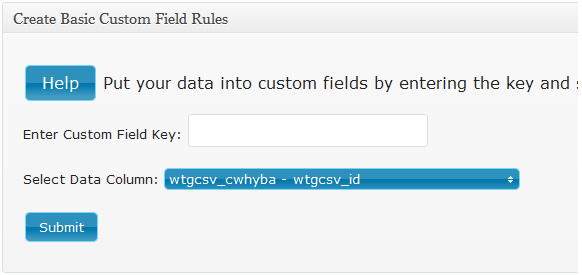 Create Basic Custom Field Rules
Help Put your data into custom fields by entering the key and
Enter Custom Field Key:
Select Data Column: wtgcsv_cwhyba - wtgcsv_id
Submit